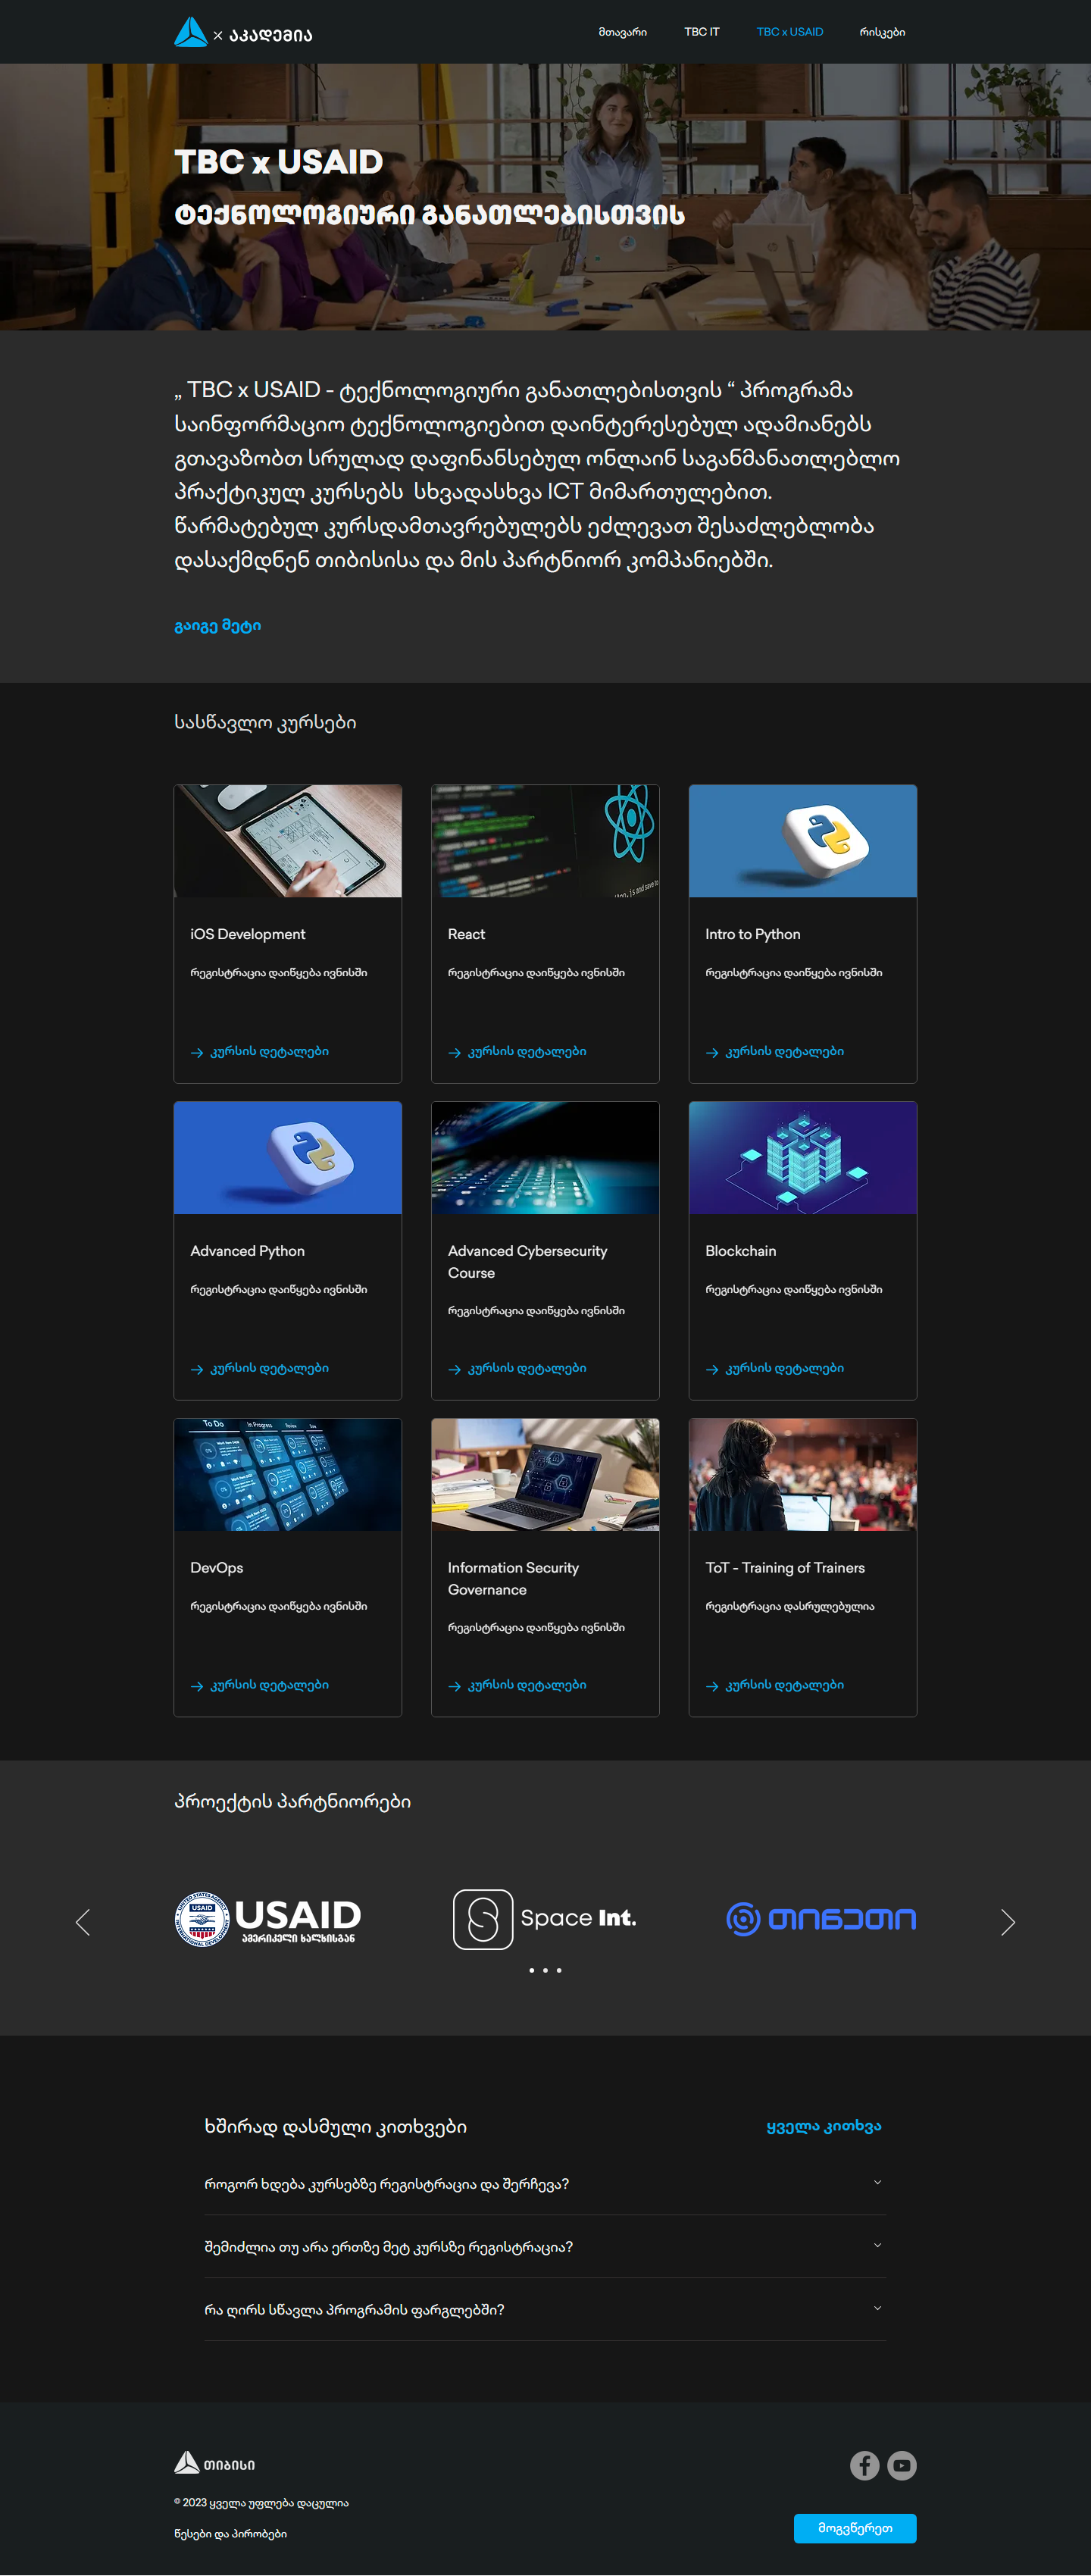 × აკადემია
მთავარი
TBC IT
TBC x USAID
რისკები
TBC x USAID
ტექნოლოგიური განათლებისთვის
„ TBC x USAID - ტექნოლოგიური განათლებისთვის “ პროგრამა
საინფორმაციო ტექნოლოგიებით დაინტერესებულ ადამიანებს
გთავაზობთ სრულად დაფინანსებულ ონლაინ საგანმანათლებლო
პრაქტიკულ კურსებს სხვადასხვა ICT მიმართულებით.
წარმატებულ კურსდამთავრებულებს ეძლევათ შესაძლებლობა
დასაქმდნენ თიბისისა და მის პარტნიორ კომპანიებში.
გაიგე მეტი
სასწავლო კურსები
iOS Development
რეგისტრაცია დაიწყება ივნისში
→ კურსის დეტალები
React
რეგისტრაცია დაიწყება ივნისში
→ კურსის დეტალები
Intro to Python
რეგისტრაცია დაიწყება ივნისში
→ კურსის დეტალები
Advanced Python
რეგისტრაცია დაიწყება ივნისში
→ კურსის დეტალები
Advanced Cybersecurity
Course
რეგისტრაცია დაიწყება ივნისში
→ კურსის დეტალები
Blockchain
რეგისტრაცია დაიწყება ივნისში
→ კურსის დეტალები
To Do
In Progress
DevOps
რეგისტრაცია დაიწყება ივნისში
→ კურსის დეტალები
Information Security
Governance
რეგისტრაცია დაიწყება ივნისში
→ კურსის დეტალები
ToT - Training of Trainers
რეგისტრაცია დასრულებულია
→ კურსის დეტალები
პროექტის პარტნიორები
USAID
USAID
ამერიკელი ხალხისგან
Space Int.
თინეთი
ხშირად დასმული კითხვები
ყველა კითხვა
როგორ ხდება კურსებზე რეგისტრაცია და შერჩევა?
შემიძლია თუ არა ერთზე მეტ კურსზე რეგისტრაცია?
რა ღირს სწავლა პროგრამის ფარგლებში?
თიბისი
© 2023 ყველა უფლება დაცულია
წესები და პირობები
მოგვწერეთ